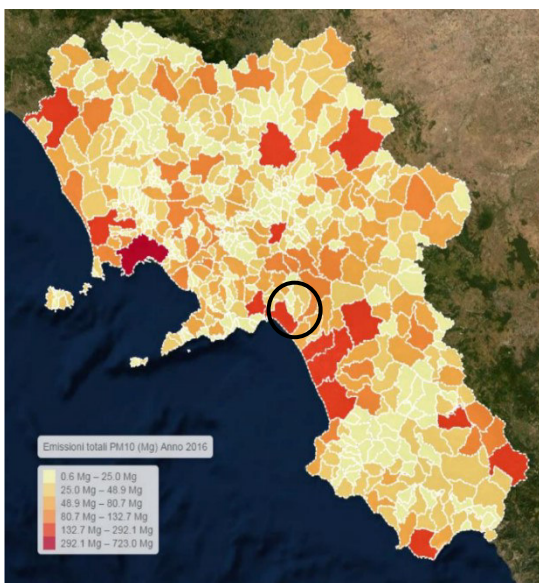 Emissioni totali PM10 (Mg) Anno 2016
0.6 Mg – 25.0 Mg
25.0 Mg – 48.9 Mg
48.9 Mg – 80.7 Mg
80.7 Mg – 132.7 Mg
132.7 Mg – 292.1 Mg
292.1 Mg – 723.0 Mg